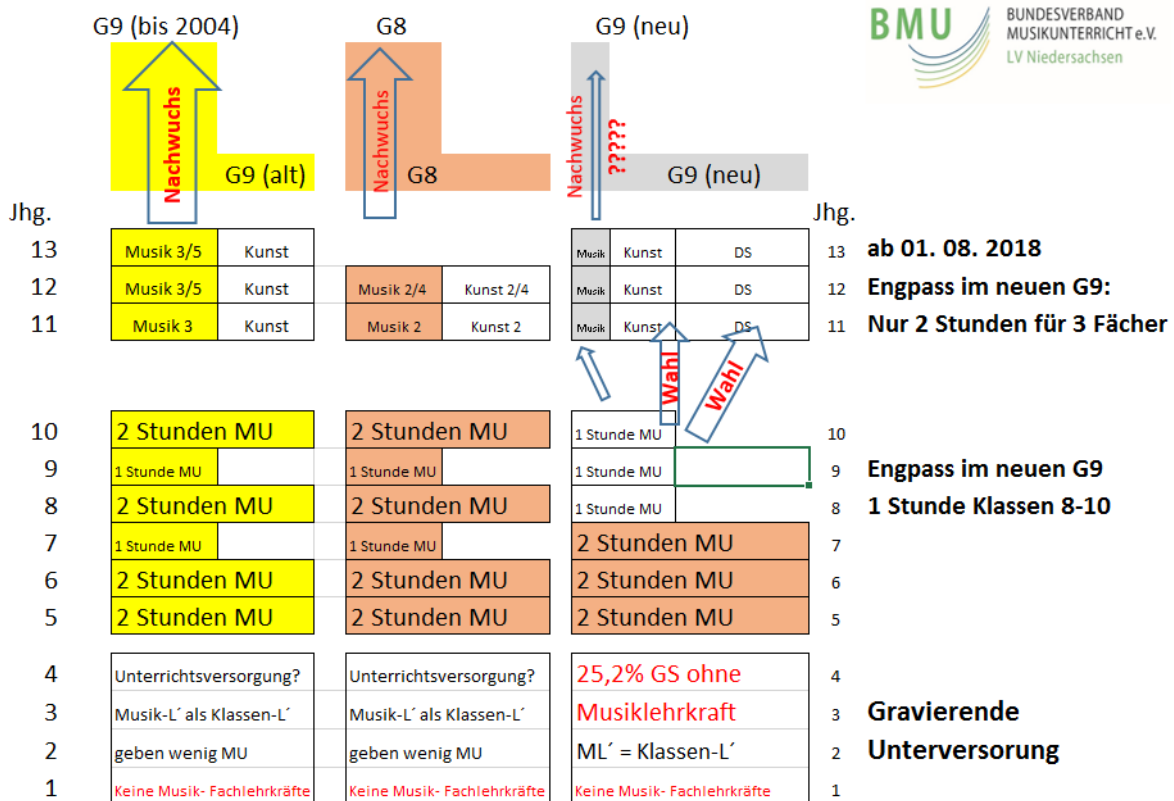 G9 (bis 2004) G8 G9 (neu)
BMU BUNDESVERBAND
MUSIKUNTERRICHT e.V.
LV Niedersachsen
Nachwuchs Nachwuchs Nachwuchs ?????
G9 (alt) G8 G9 (neu)
Jhg. Jhg.
13 Musik 3/5 Kunst Musik Kunst DS 13 ab 01. 08. 2018
12 Musik 3/5 Kunst Musik 2/4 Kunst 2/4 Musik Kunst DS 12 Engpass im neuen G9:
11 Musik 3 Kunst Musik 2 Kunst 2 Musik Kunst DS 11 Nur 2 Stunden für 3 Fächer
Wahl Wahl
10 2 Stunden MU 2 Stunden MU 1 Stunde MU 10
9 1 Stunde MU 1 Stunde MU 1 Stunde MU 9 Engpass im neuen G9
8 2 Stunden MU 2 Stunden MU 1 Stunde MU 8 1 Stunde Klassen 8-10
7 1 Stunde MU 1 Stunde MU 2 Stunden MU 7
6 2 Stunden MU 2 Stunden MU 2 Stunden MU 6
5 2 Stunden MU 2 Stunden MU 2 Stunden MU 5
4 Unterrichtsversorgung? Unterrichtsversorgung? 25,2% GS ohne 4
3 Musik-L´ als Klassen-L´ Musik-L´ als Klassen-L´ Musiklehrkraft 3 Gravierende
2 geben wenig MU geben wenig MU ML´ = Klassen-L´ 2 Unterversorung
1 Keine Musik- Fachlehrkräfte Keine Musik- Fachlehrkräfte Keine Musik- Fachlehrkräfte 1